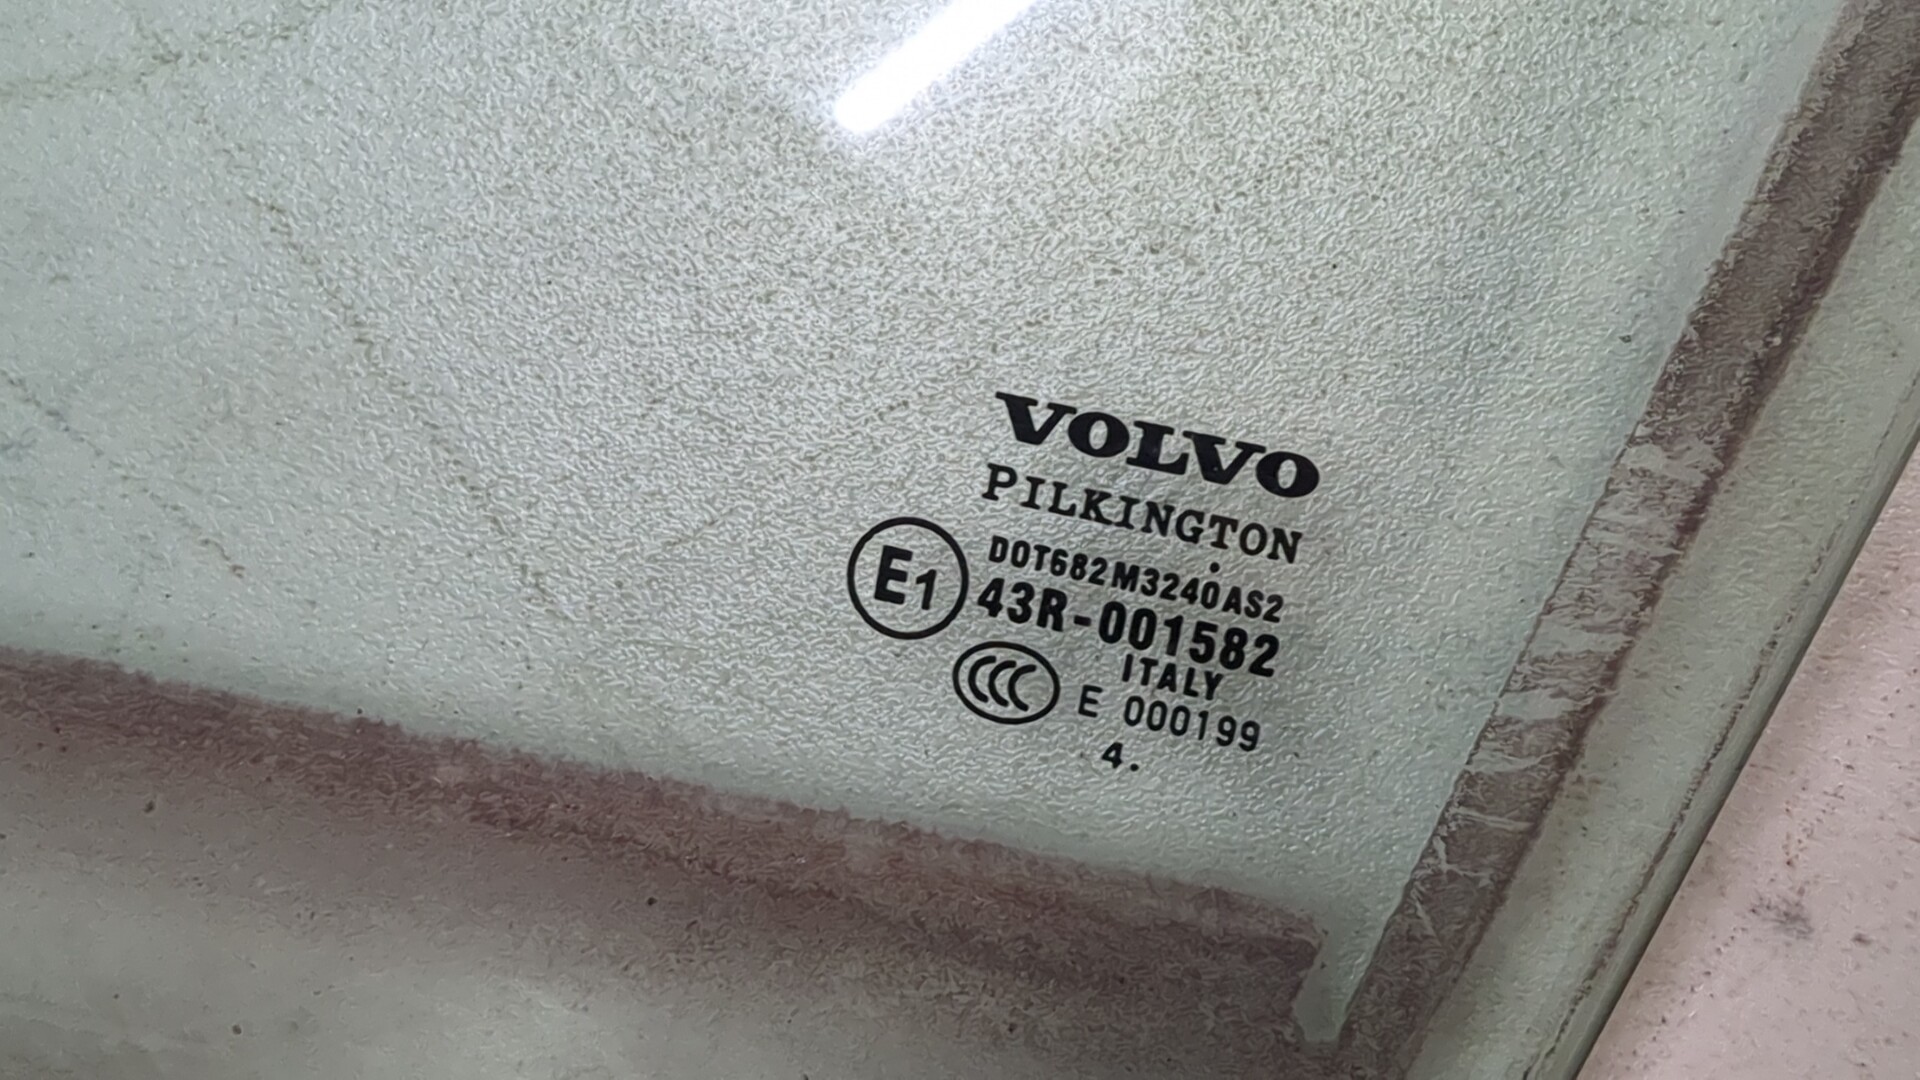 VOLVO
PILKINGTON
DOT682M3240AS2
E1 43R-001582
ITALY
CCC E 000199
4.